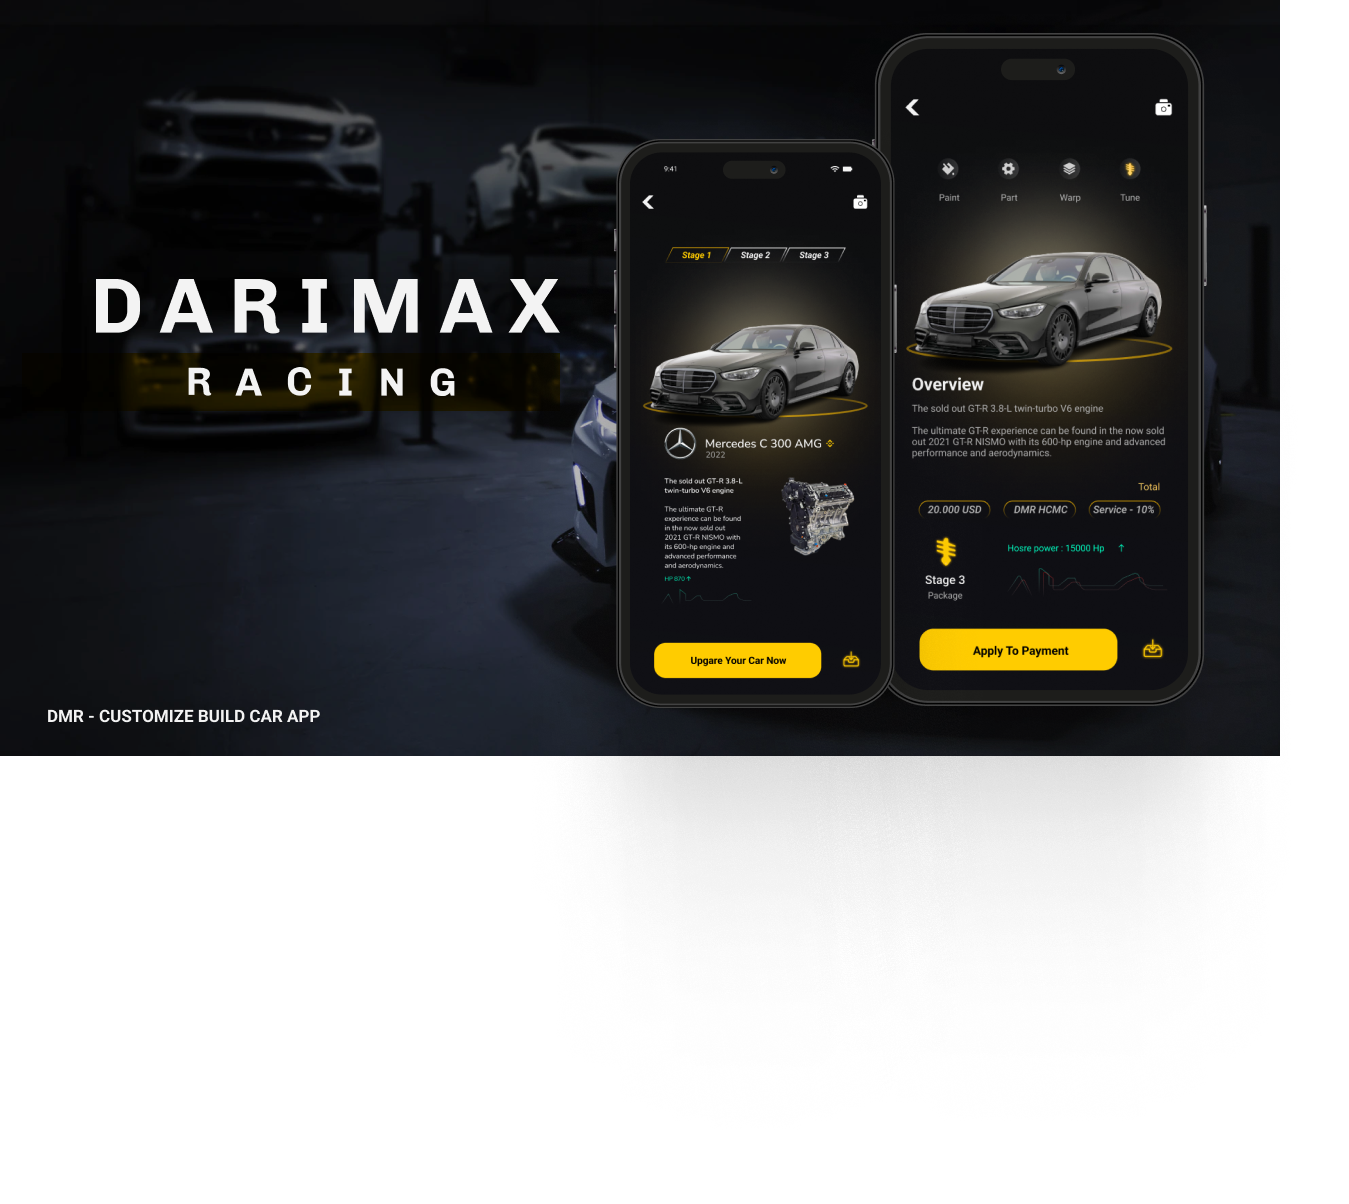 DARIMAX
RACING
DMR - CUSTOMIZE BUILD CAR APP
9:41
Stage 1
Stage 2
Stage 3
Mercedes C 300 AMG
2022
The sold out GT-R 3.8-L
twin-turbo V6 engine
The ultimate GT-R
experience can be found
in the now sold out
2021 GT-R NISMO with
its 600-hp engine and
advanced performance
and aerodynamics.
HP 870
Upgare Your Car Now
Paint
Part
Warp
Tune
Overview
The sold out GT-R 3.8-L twin-turbo V6 engine
The ultimate GT-R experience can be found in the now sold
out 2021 GT-R NISMO with its 600-hp engine and advanced
performance and aerodynamics.
Total
20.000 USD
DMR HCMC
Service - 10%
Hosre power : 15000 Hp
Stage 3
Package
Apply To Payment